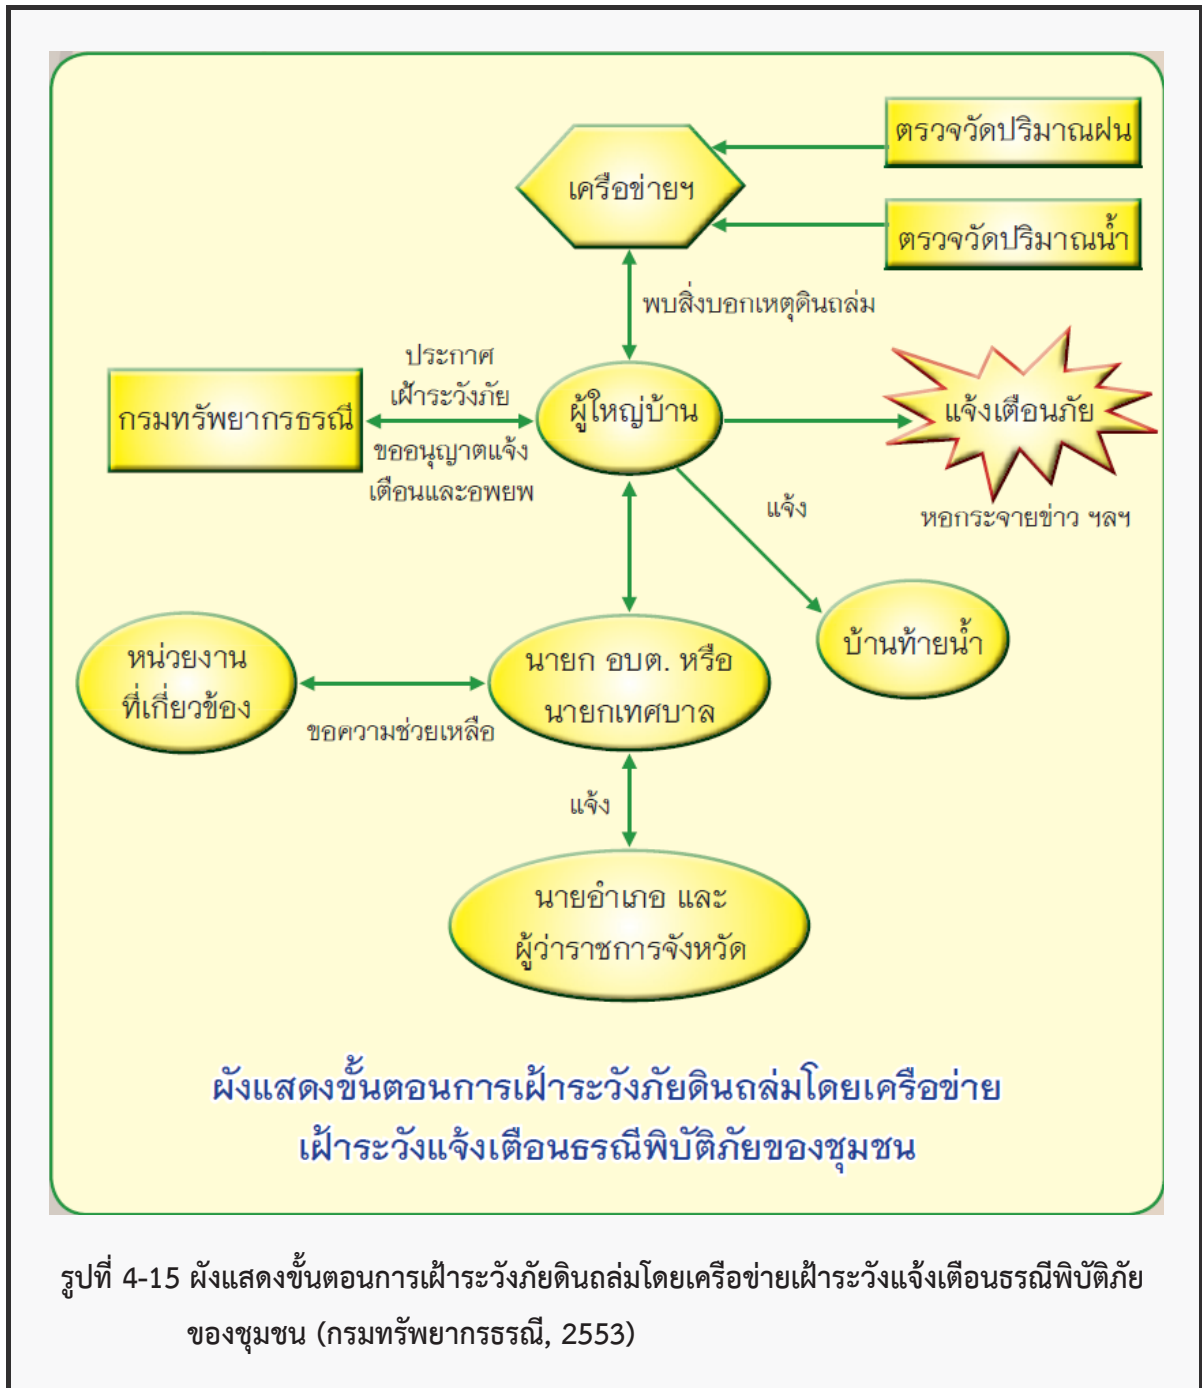 ตรวจวัดปริมาณฝน
เครือข่ายฯ
ตรวจวัดปริมาณน้ำ
พบสิ่งบอกเหตุดินถล่ม
ประกาศ
เฝ้าระวังภัย
กรมทรัพยากรธรณี
ผู้ใหญ่บ้าน
แจ้งเตือนภัย
ขออนุญาตแจ้ง
เตือนและอพยพ
แจ้ง
หอกระจายข่าว ฯลฯ
บ้านท้ายน้ำ
หน่วยงาน
ที่เกี่ยวข้อง
นายก อบต. หรือ
นายกเทศบาล
ขอความช่วยเหลือ
แจ้ง
นายอำเภอ และ
ผู้ว่าราชการจังหวัด
ผังแสดงขั้นตอนการเฝ้าระวังภัยดินถล่มโดยเครือข่าย
เฝ้าระวังแจ้งเตือนธรณีพิบัติภัยของชุมชน
รูปที่ 4-15 ผังแสดงขั้นตอนการเฝ้าระวังภัยดินถล่มโดยเครือข่ายเฝ้าระวังแจ้งเตือนธรณีพิบัติภัย
ของชุมชน (กรมทรัพยากรธรณี, 2553)